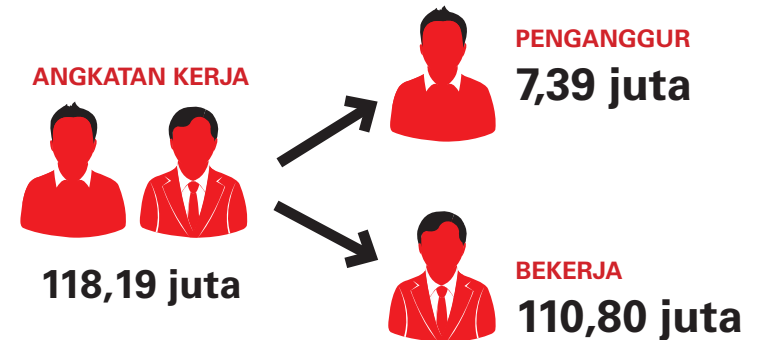 ANGKATAN KERJA
118,19 juta
PENGANGGUR
7,39 juta
BEKERJA
110,80 juta